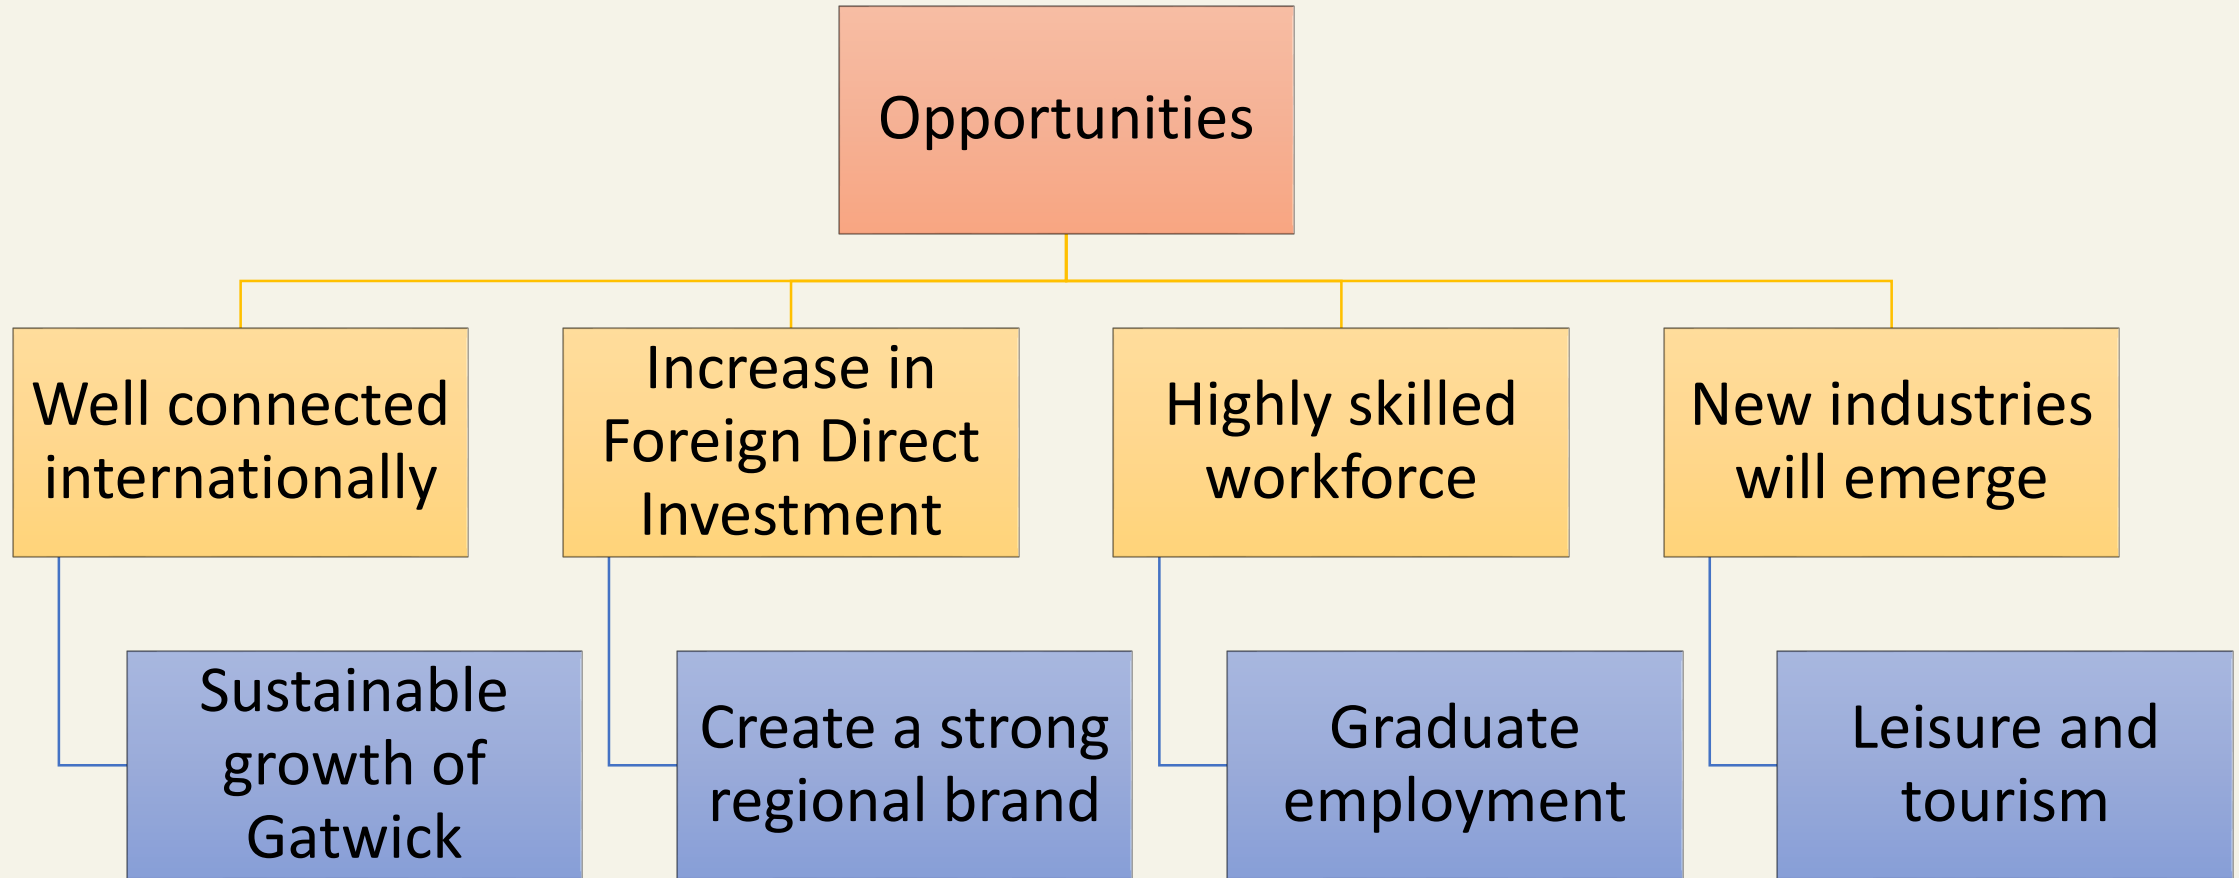 Opportunities
Well connected
internationally
Increase in
Foreign Direct
Investment
Highly skilled
workforce
New industries
will emerge
Sustainable
growth of
Gatwick
Create a strong
regional brand
Graduate
employment
Leisure and
tourism